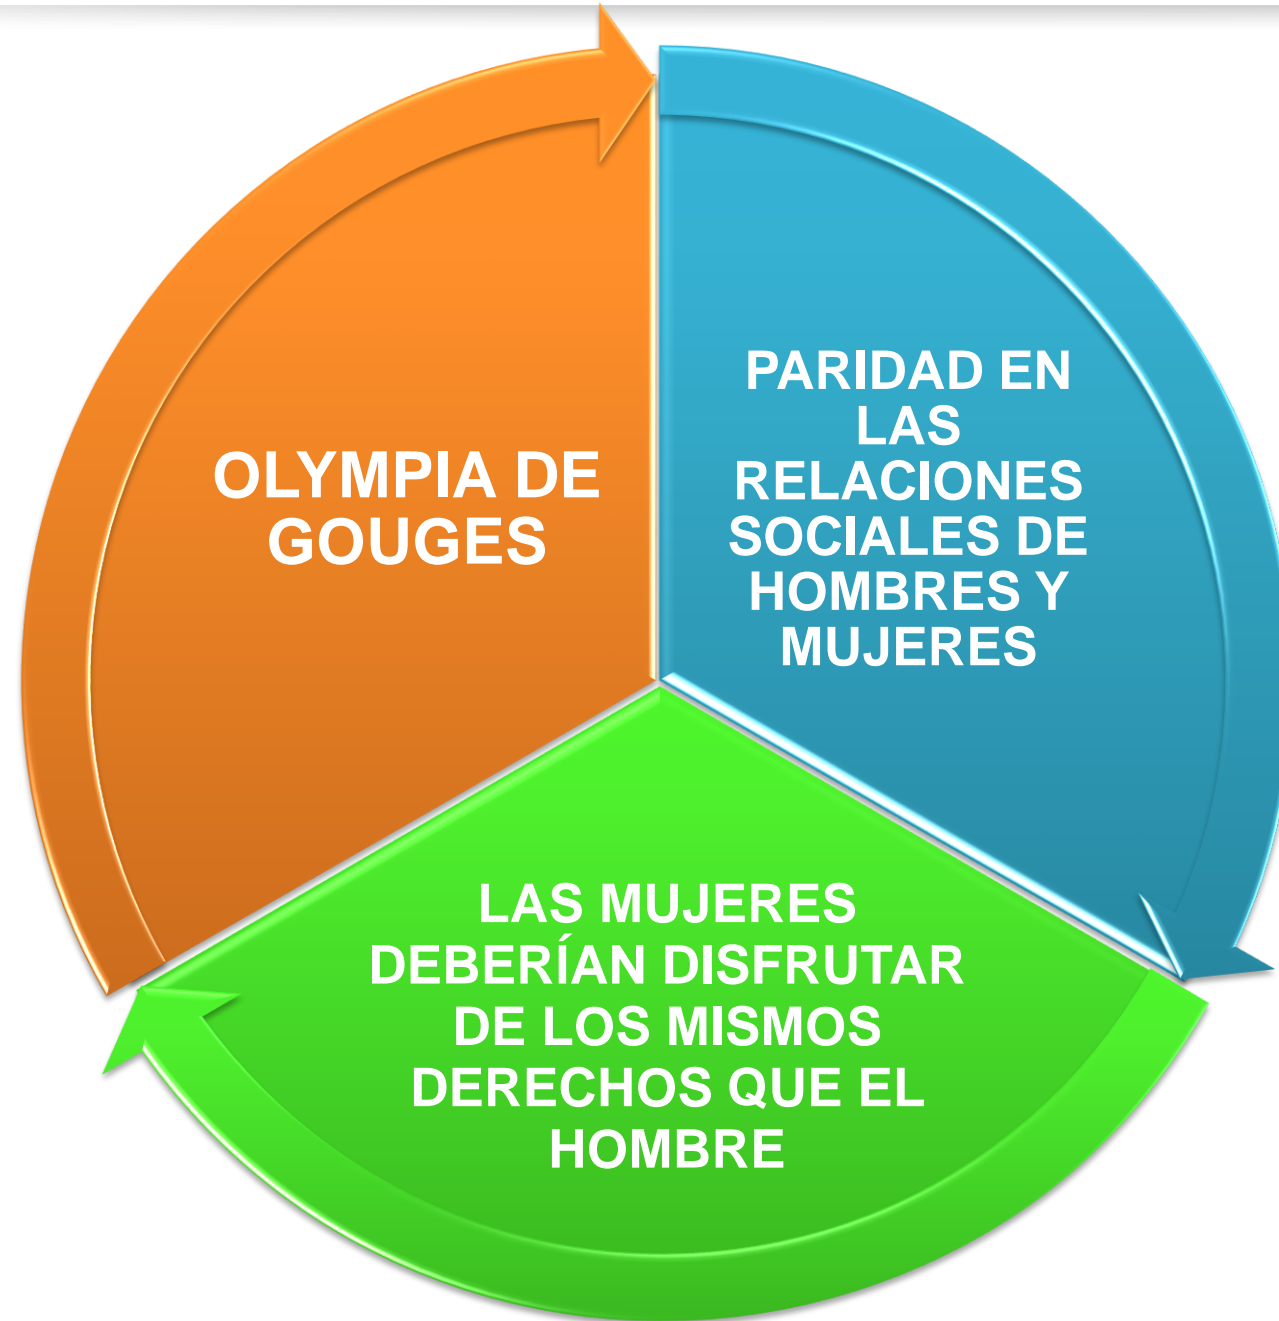 OLYMPIA DE
GOUGES
PARIDAD EN
LAS
RELACIONES
SOCIALES DE
HOMBRES Y
MUJERES
LAS MUJERES
DEBERÍAN DISFRUTAR
DE LOS MISMOS
DERECHOS QUE EL
HOMBRE